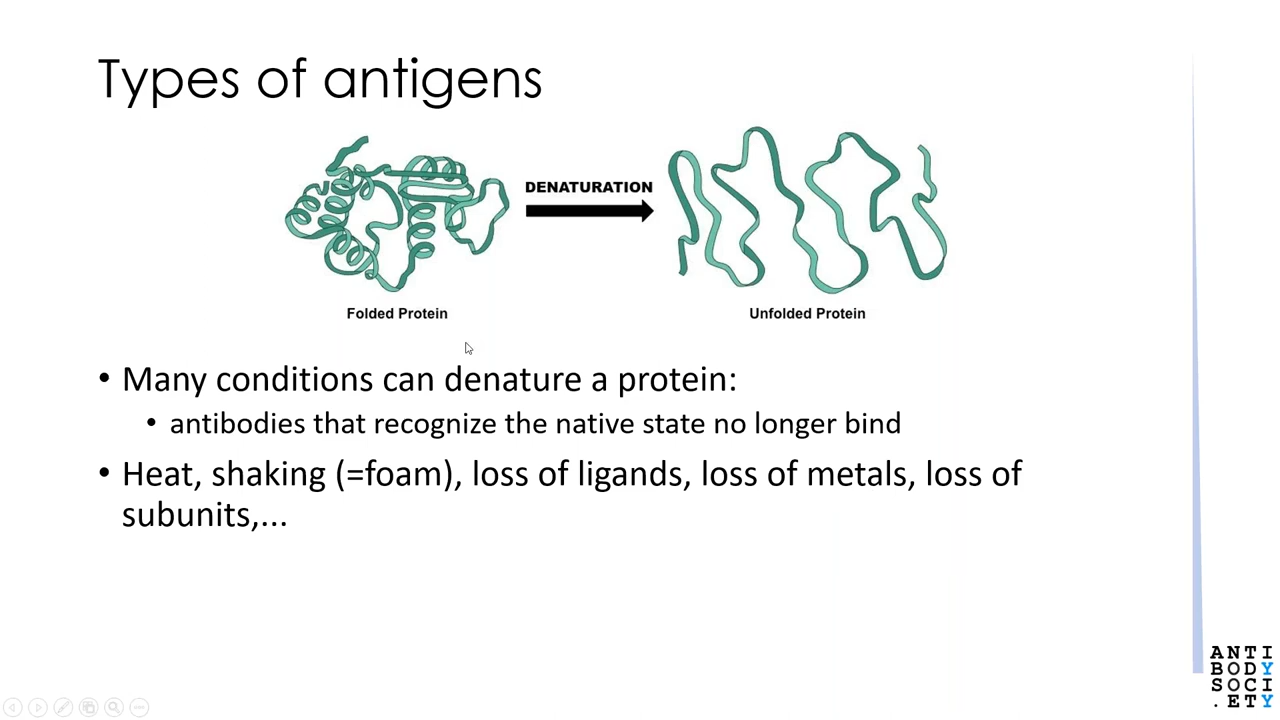 Types of antigens
DENATURATION
Folded Protein
Unfolded Protein
• Many conditions can denature a protein:
• antibodies that recognize the native state no longer bind
• Heat, shaking (=foam), loss of ligands, loss of metals, loss of
subunits,...
ANTI
BODY
SOCI
.ETY